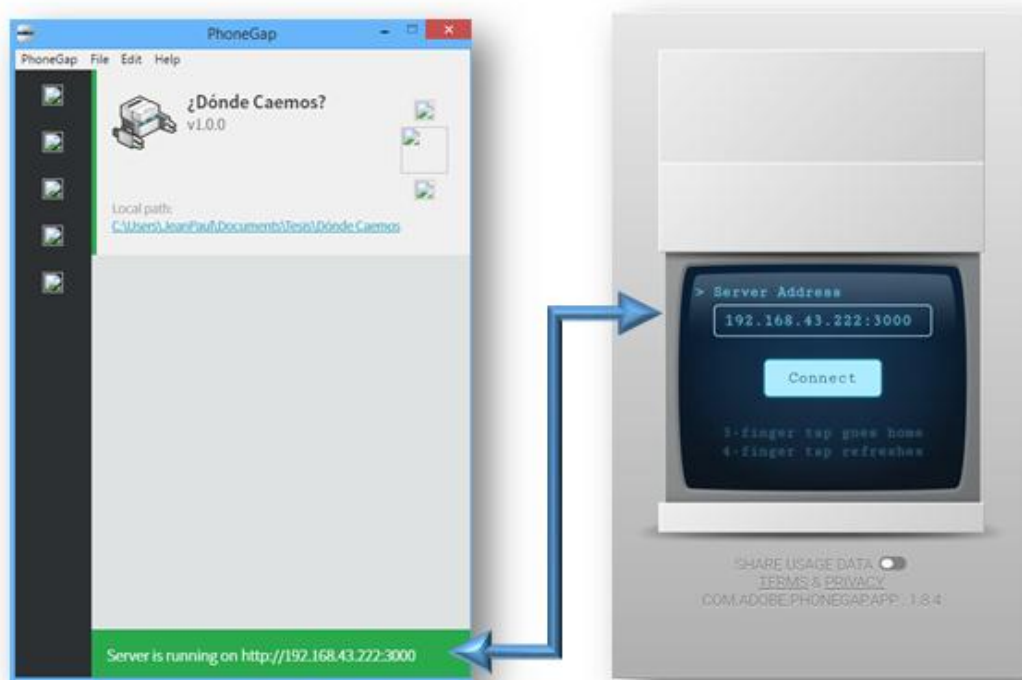 PhoneGap
PhoneGap File Edit Help
¿Dónde Caemos?
v1.0.0
Local path:
C:\Users\JeanPaul\Documents\Tesis\Dónde Caemos
Server is running on http://192.168.43.222:3000
> Server Address
192.168.43.222:3000
Connect
3-finger tap goes home
4-finger tap refreshes
SHARE USAGE DATA
TERMS & PRIVACY
COM.ADOBE.PHONEGAP.APP : 1.8.4